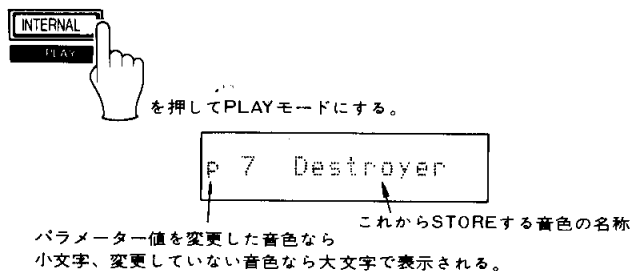 INTERNAL
PLAY
を押してPLAYモードにする。
p 7 Destroyer
これからSTOREする音色の名称
パラメーター値を変更した音色なら
小文字、変更していない音色なら大文字で表示される。